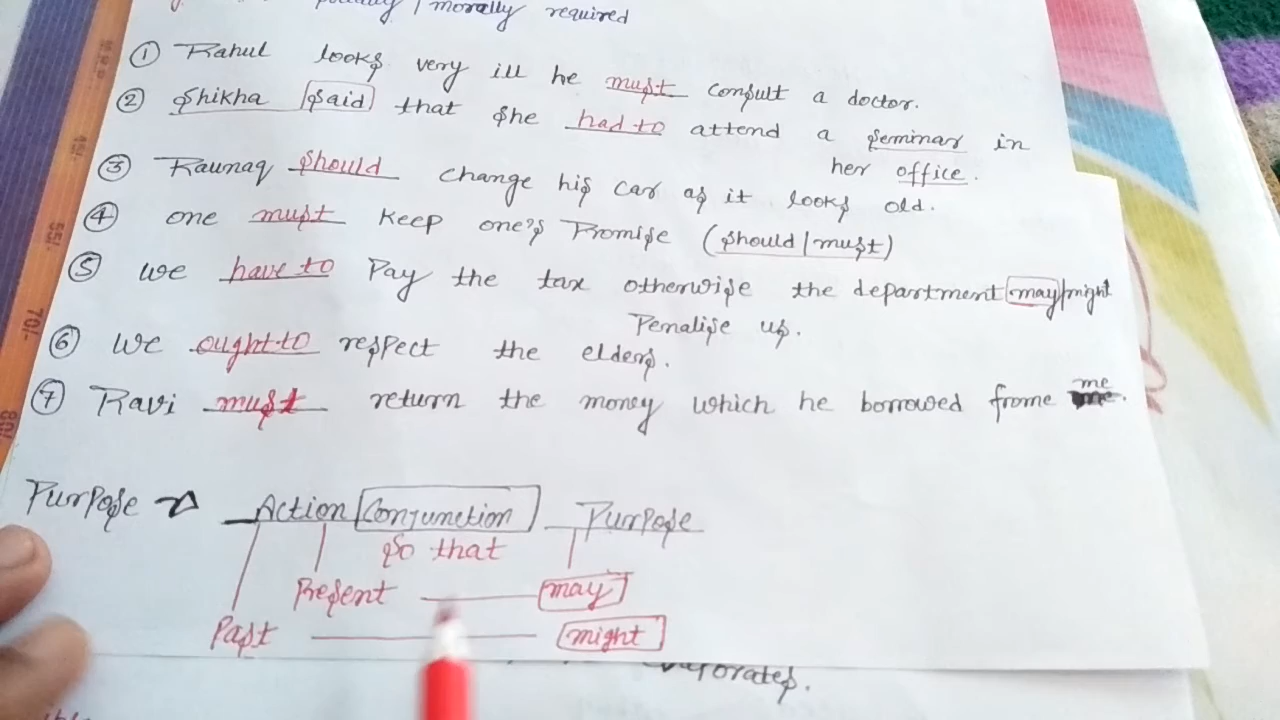 morally required
① Rahul looks very ill he must consult a doctor.
② Shikha said that she had to attend a seminar in
her office.
③ Raunaq should change his car as it looks old.
④ one must keep one's Promise (should/must)
⑤ we have to Pay the tax otherwise the department may/might
Penalise us.
⑥ we ought to respect the elders.
⑦ Ravi must return the money which he borrowed frome me.
Purpose Action Conjunction Purpose
so that
Present may
Past might